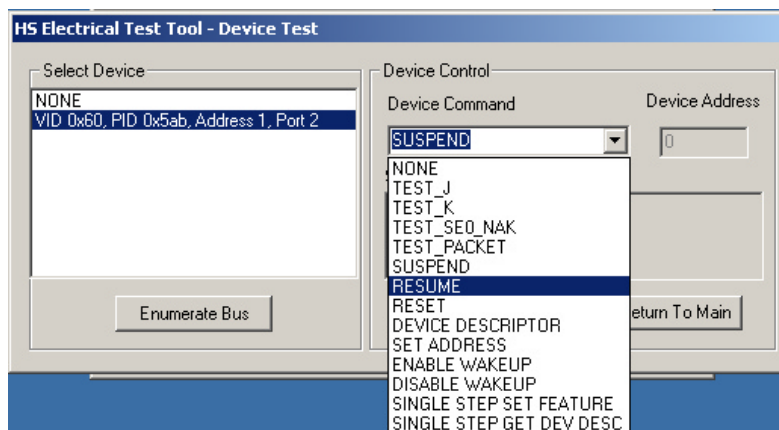 HS Electrical Test Tool - Device Test
Select Device
NONE
VID 0x60, PID 0x5ab, Address 1, Port 2
Enumerate Bus
Device Control
Device Command
Device Address
SUSPEND
0
NONE
TEST_J
TEST_K
TEST_SE0_NAK
TEST_PACKET
SUSPEND
RESUME
RESET
DEVICE DESCRIPTOR
SET ADDRESS
ENABLE WAKEUP
DISABLE WAKEUP
SINGLE STEP SET FEATURE
SINGLE STEP GET DEV DESC
eturn To Main